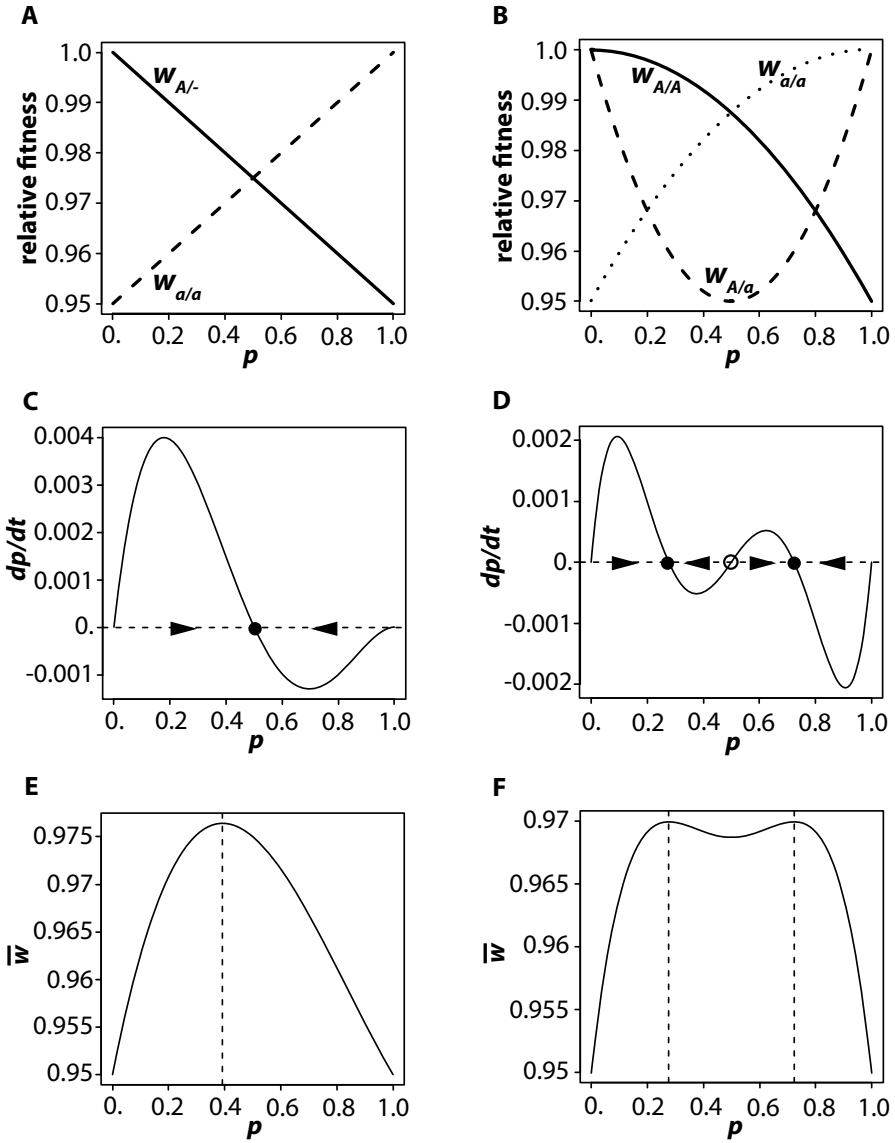 A
relative fitness
1.0
0.99
0.98
0.97
0.96
0.95
w A/-
w a/a
0. 0.2 0.4 0.6 0.8 1.0
p
B
relative fitness
1.0
0.99
0.98
0.97
0.96
0.95
w A/A
w a/a
w A/a
0. 0.2 0.4 0.6 0.8 1.0
p
C
dp/dt
0.004
0.003
0.002
0.001
0.
-0.001
0. 0.2 0.4 0.6 0.8 1.0
p
D
dp/dt
0.002
0.001
0.
-0.001
-0.002
0. 0.2 0.4 0.6 0.8 1.0
p
E
w̅
0.975
0.97
0.965
0.96
0.955
0.95
0. 0.2 0.4 0.6 0.8 1.0
p
F
w̅
0.97
0.965
0.96
0.955
0.95
0. 0.2 0.4 0.6 0.8 1.0
p